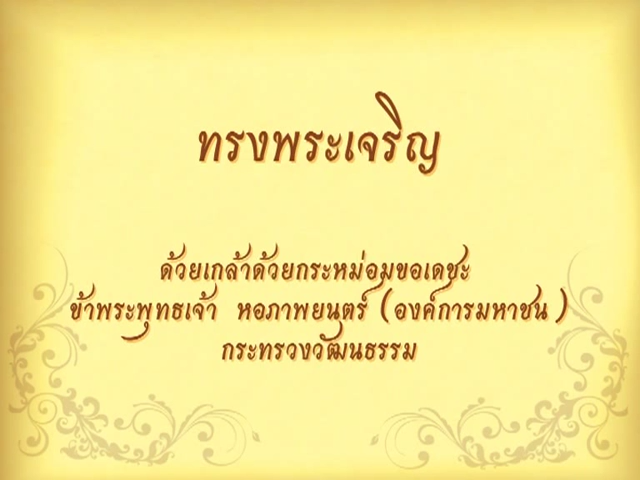 ทรงพระเจริญ
ด้วยเกล้าด้วยกระหม่อมขอเดชะ
ข้าพระพุทธเจ้า หอภาพยนตร์ (องค์การมหาชน )
กระทรวงวัฒนธรรม